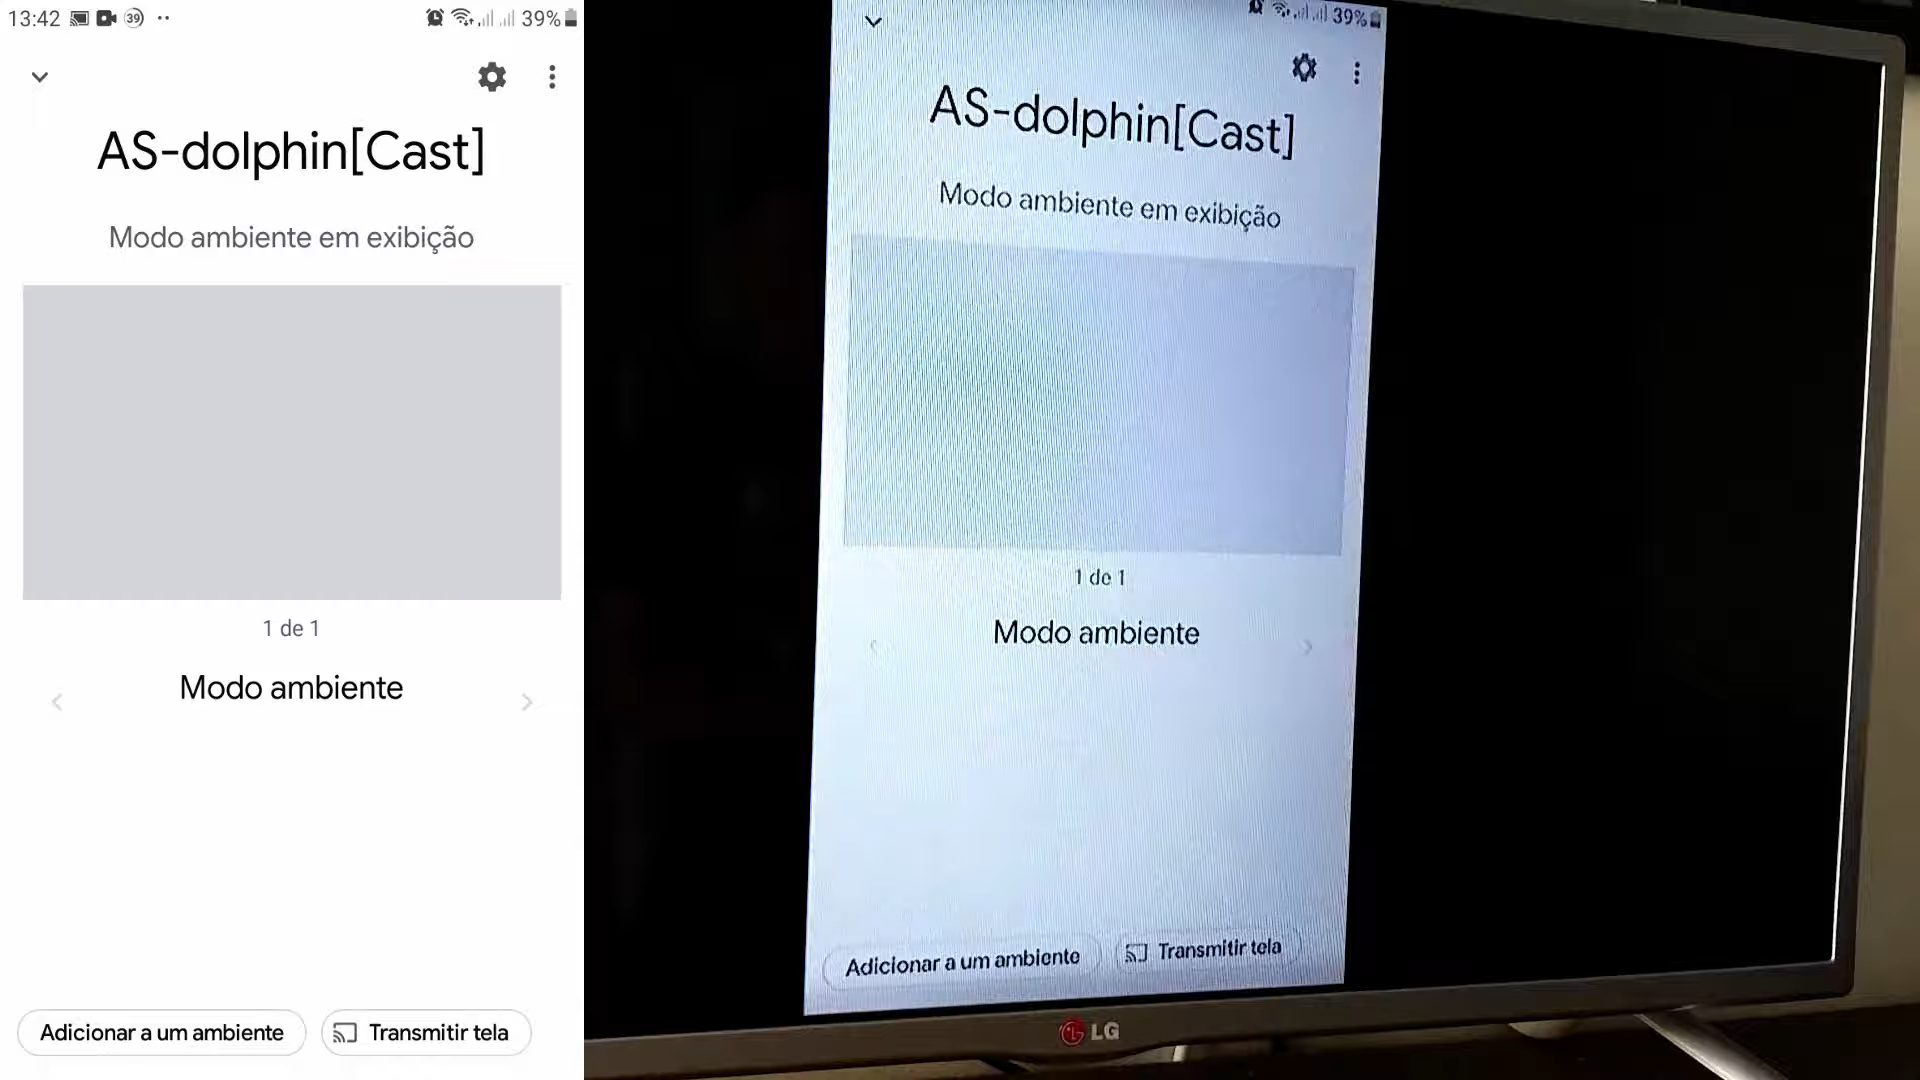 13:42 39 39%
AS-dolphin[Cast]
Modo ambiente em exibição
1 de 1
Modo ambiente
Adicionar a um ambiente
Transmitir tela
39%
AS-dolphin[Cast]
Modo ambiente em exibição
1 de 1
Modo ambiente
Adicionar a um ambiente
Transmitir tela
LG